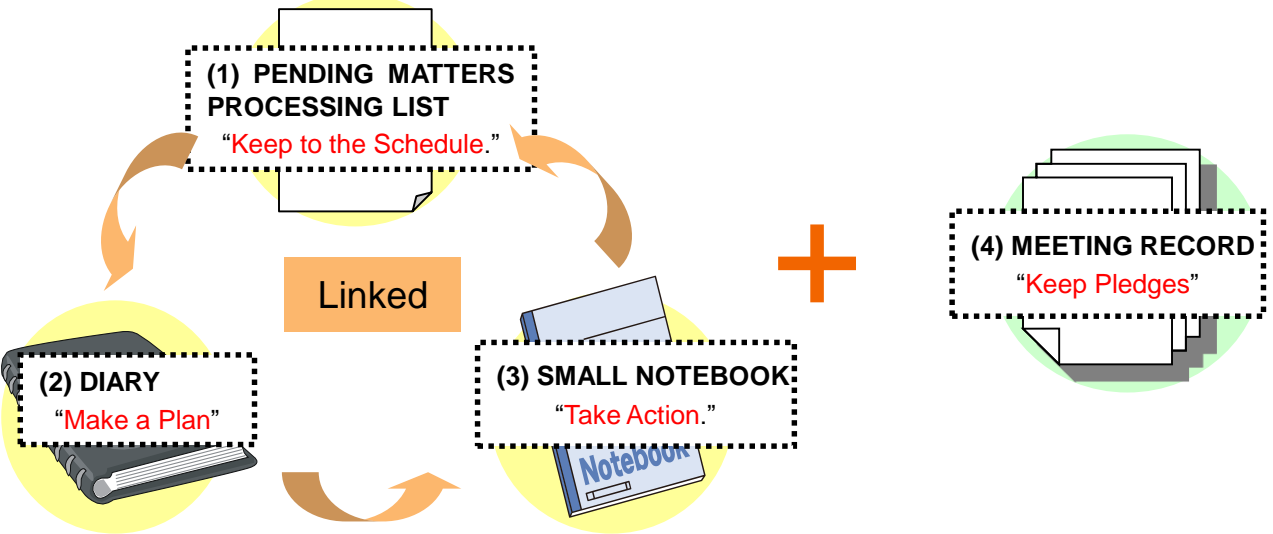 (1) PENDING MATTERS
PROCESSING LIST
“Keep to the Schedule.”
Linked
(2) DIARY
“Make a Plan”
(3) SMALL NOTEBOOK
“Take Action.”
Notebook
(4) MEETING RECORD
“Keep Pledges”